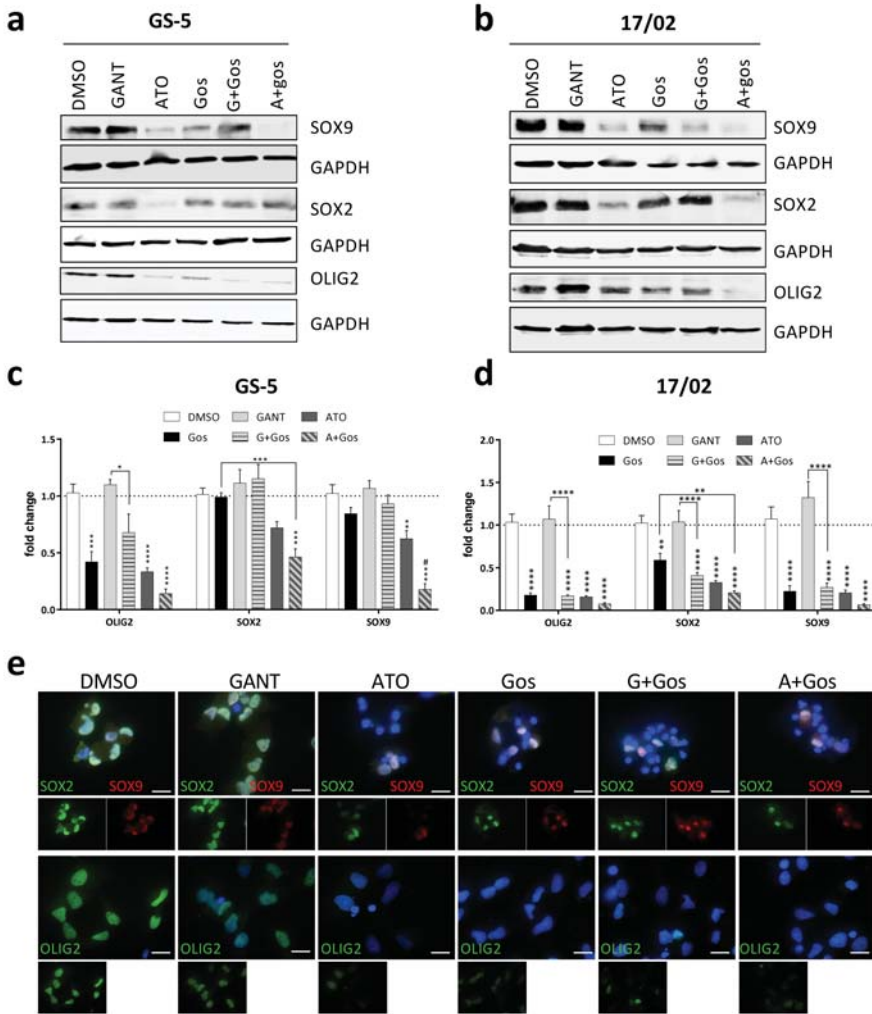 a
GS-5
DMSO GANT ATO Gos G+Gos A+gos
SOX9
GAPDH
SOX2
GAPDH
OLIG2
GAPDH
b
17/02
DMSO GANT ATO Gos G+Gos A+gos
SOX9
GAPDH
SOX2
GAPDH
OLIG2
GAPDH
c
GS-5
DMSO GANT ATO
Gos G+Gos A+Gos
fold change
1.5
1.0
0.5
0.0
*
***
***
****
****
***
**
****#
OLIG2 SOX2 SOX9
d
17/02
DMSO GANT ATO
Gos G+Gos A+Gos
fold change
2.0
1.5
1.0
0.5
0.0
****
**
****
****
****
****
****
****
**
****
****
****
****
****
****
****
OLIG2 SOX2 SOX9
e
DMSO GANT ATO Gos G+Gos A+Gos
SOX2 SOX9 SOX2 SOX9 SOX2 SOX9 SOX2 SOX9 SOX2 SOX9 SOX2 SOX9
OLIG2 OLIG2 OLIG2 OLIG2 OLIG2 OLIG2